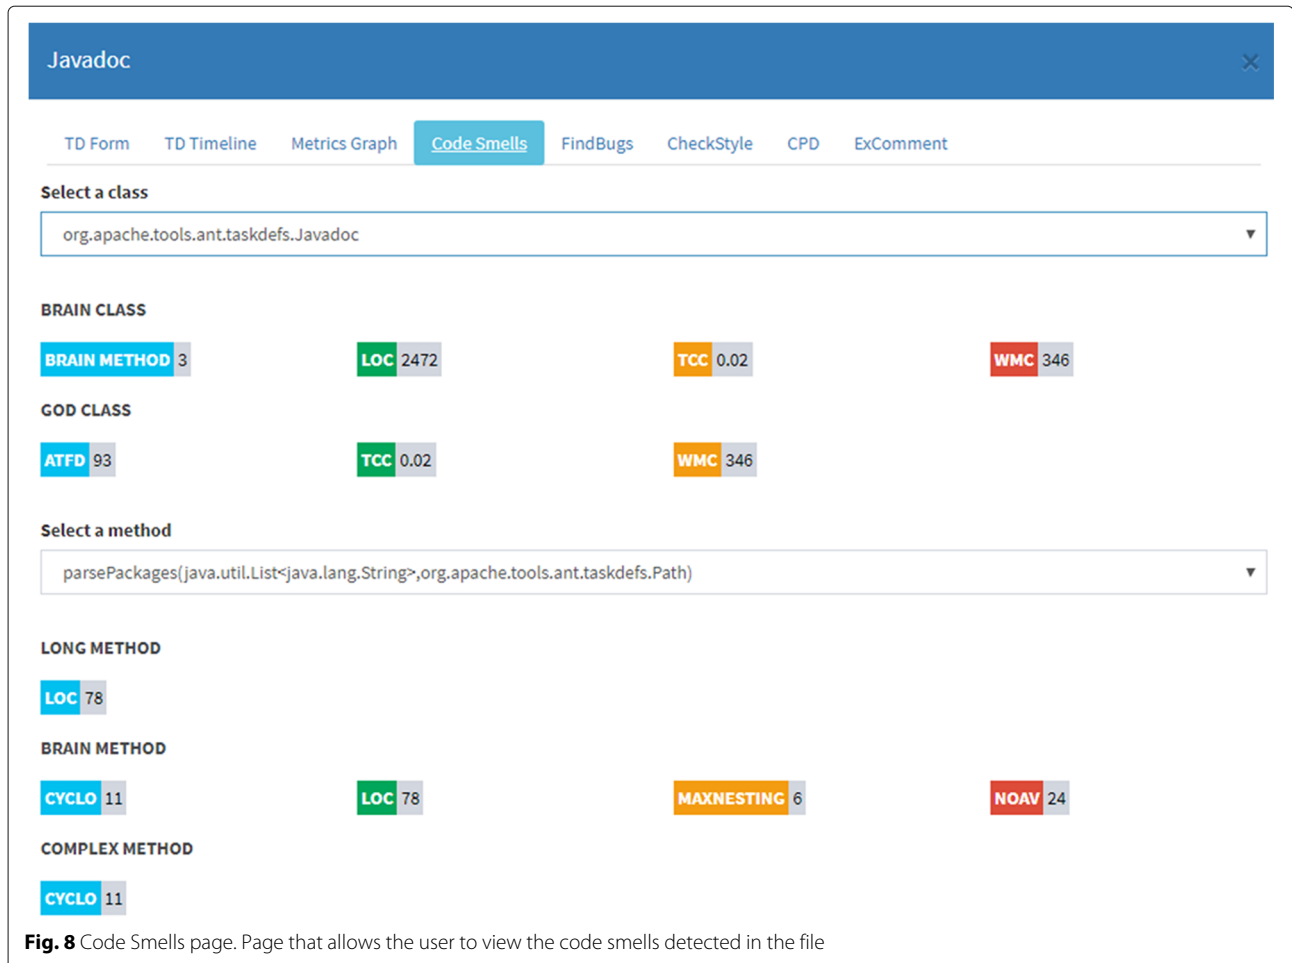 Javadoc ×
TD Form TD Timeline Metrics Graph Code Smells FindBugs CheckStyle CPD ExComment
Select a class
org.apache.tools.ant.taskdefs.Javadoc ▼
BRAIN CLASS
BRAIN METHOD 3 LOC 2472 TCC 0.02 WMC 346
GOD CLASS
ATFD 93 TCC 0.02 WMC 346
Select a method
parsePackages(java.util.List<java.lang.String>,org.apache.tools.ant.taskdefs.Path) ▼
LONG METHOD
LOC 78
BRAIN METHOD
CYCLO 11 LOC 78 MAXNESTING 6 NOAV 24
COMPLEX METHOD
CYCLO 11
Fig. 8 Code Smells page. Page that allows the user to view the code smells detected in the file